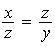 x/z = z/y